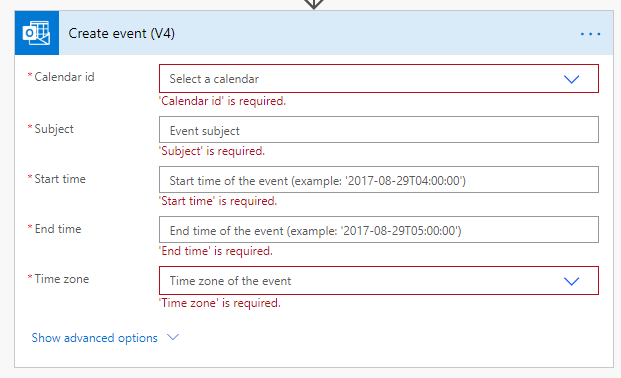 Create event (V4)
* Calendar id
Select a calendar
'Calendar id' is required.
* Subject
Event subject
'Subject' is required.
* Start time
Start time of the event (example: '2017-08-29T04:00:00')
'Start time' is required.
* End time
End time of the event (example: '2017-08-29T05:00:00')
'End time' is required.
* Time zone
Time zone of the event
'Time zone' is required.
Show advanced options